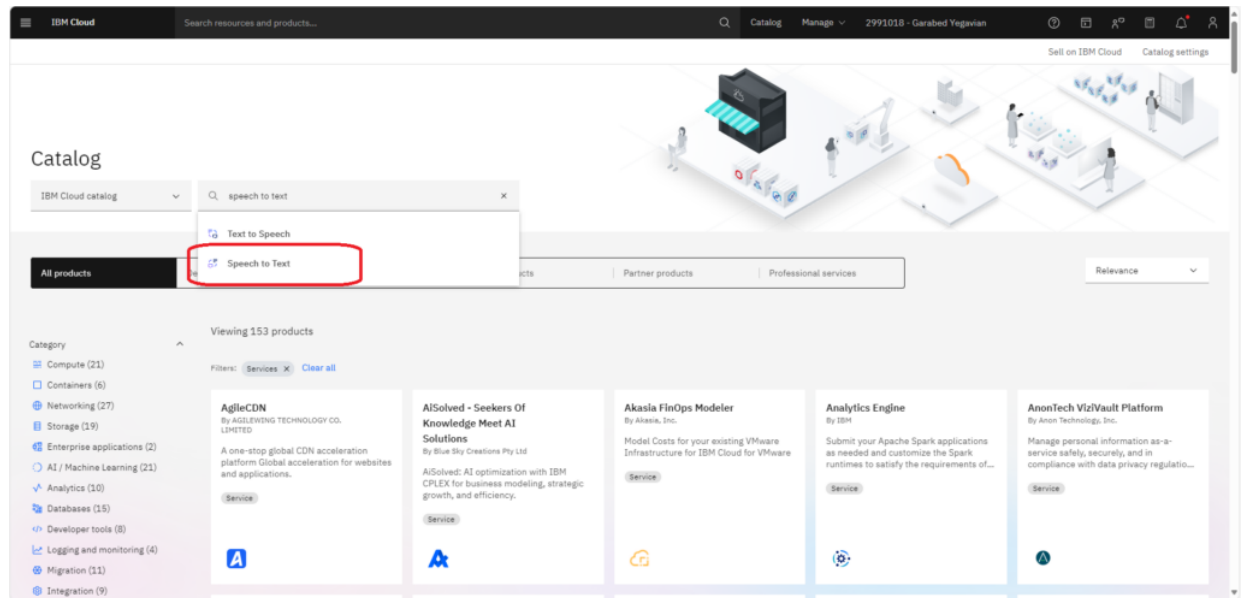 IBM Cloud
Search resources and products...
Catalog
Manage
2991018 - Garabed Yegavian
Sell on IBM Cloud
Catalog settings
Catalog
IBM Cloud catalog
speech to text
Text to Speech
Speech to Text
All products
Partner products
Professional services
Relevance
Viewing 153 products
Category
Compute (21)
Containers (6)
Networking (27)
Storage (19)
Enterprise applications (2)
AI / Machine Learning (21)
Analytics (10)
Databases (15)
Developer tools (8)
Logging and monitoring (4)
Migration (11)
Integration (9)
Filters:
Services
Clear all
AgileCDN
By AGILEWING TECHNOLOGY CO.
LIMITED
A one-stop global CDN acceleration
platform Global acceleration for websites
and applications.
Service
AiSolved - Seekers Of
Knowledge Meet AI
Solutions
By Blue Sky Creations Pty Ltd
AiSolved: AI optimization with IBM
CPLEX for business modeling, strategic
growth, and efficiency.
Service
Akasia FinOps Modeler
By Akasia, Inc.
Model Costs for your existing VMware
Infrastructure for IBM Cloud for VMware
Service
Analytics Engine
By IBM
Submit your Apache Spark applications
as needed and customize the Spark
runtimes to satisfy the requirements of...
Service
AnonTech ViziVault Platform
By Anon Technology, Inc.
Manage personal information as-a-
service safely, securely, and in
compliance with data privacy regulatio...
Service